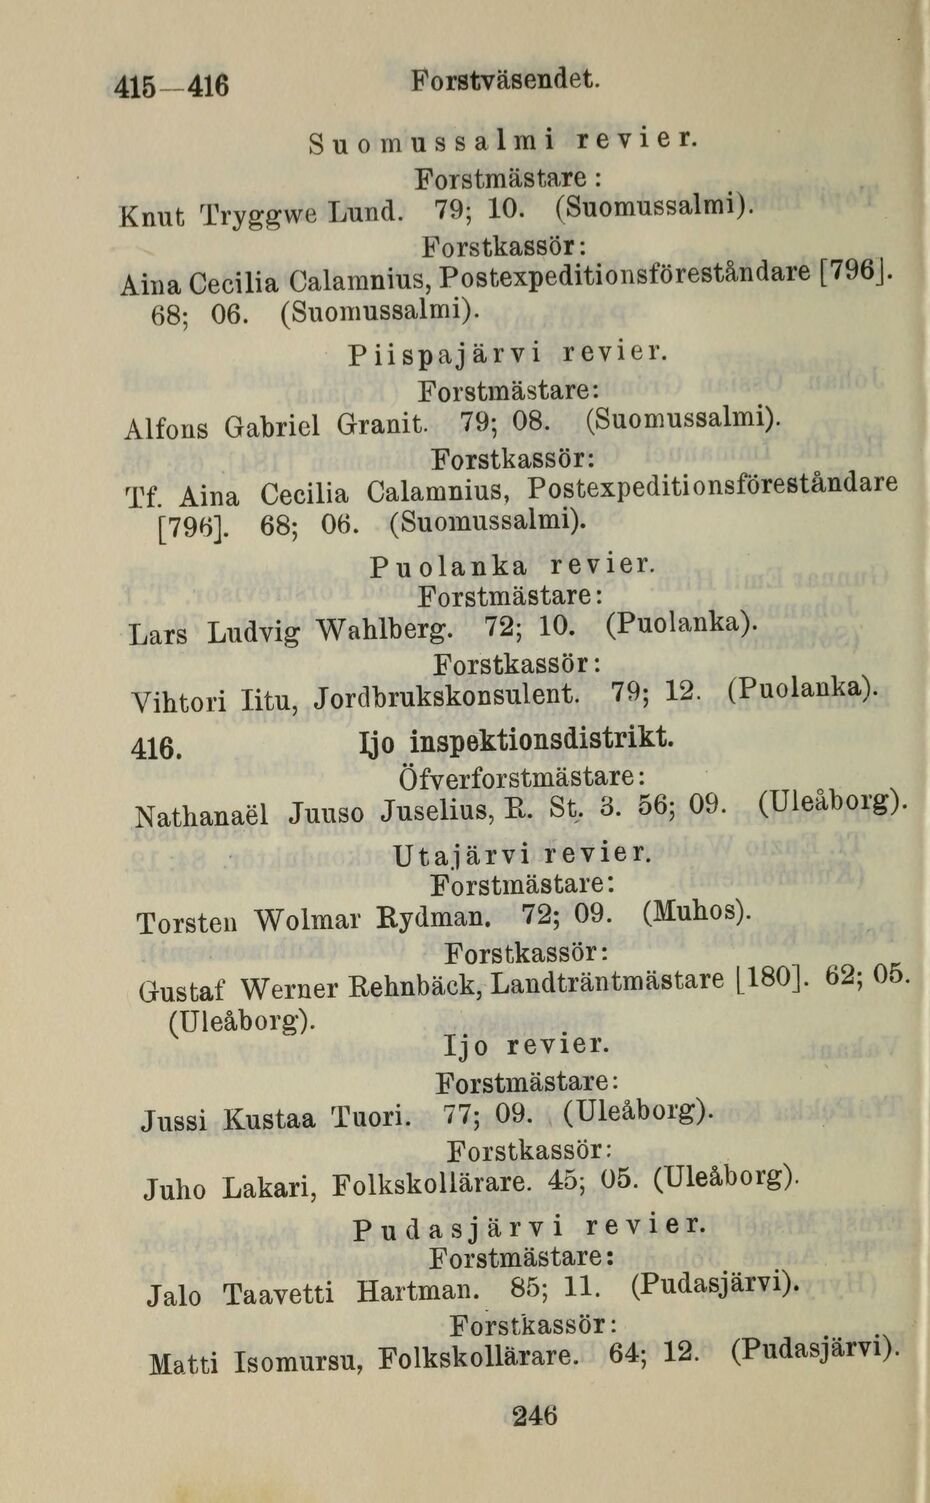 415—416 Forstväsendet.
Suomussalmi revier.
Forstmästare:
Knut Tryggwe Lund. 79; 10. (Suomussalmi).
Forstkassör:
Aina Cecilia Calamnius, Postexpeditionsföreståndare [796].
68; 06. (Suomussalmi).
Piispajärvi revier.
Forstmästare:
Alfons Gabriel Granit. 79; 08. (Suomussalmi).
Forstkassör:
Tf. Aina Cecilia Calamnius, Postexpeditionsföreståndare
[796]. 68; 06. (Suomussalmi).
Puolanka revier.
Forstmästare:
Lars Ludvig Wahlberg. 72; 10. (Puolanka).
Forstkassör:
Vihtori Iitu, Jordbrukskonsulent. 79; 12. (Puolanka).
416. Ijo inspektionsdistrikt.
Öfverforstmästare:
Nathanaël Juuso Juselius, R. St. 3. 56; 09. (Uleåborg).
Utajärvi revier.
Forstmästare:
Torsten Wolmar Rydman. 72; 09. (Muhos).
Forstkassör:
Gustaf Werner Rehnbäck, Landträntmästare [180]. 62; 05.
(Uleåborg).
Ijo revier.
Forstmästare:
Jussi Kustaa Tuori. 77; 09. (Uleåborg).
Forstkassör:
Juho Lakari, Folkskollärare. 45; 05. (Uleåborg).
Pudasjärvi revier.
Forstmästare:
Jalo Taavetti Hartman. 85; 11. (Pudasjärvi).
Forstkassör:
Matti Isomursu, Folkskollärare. 64; 12. (Pudasjärvi).
246